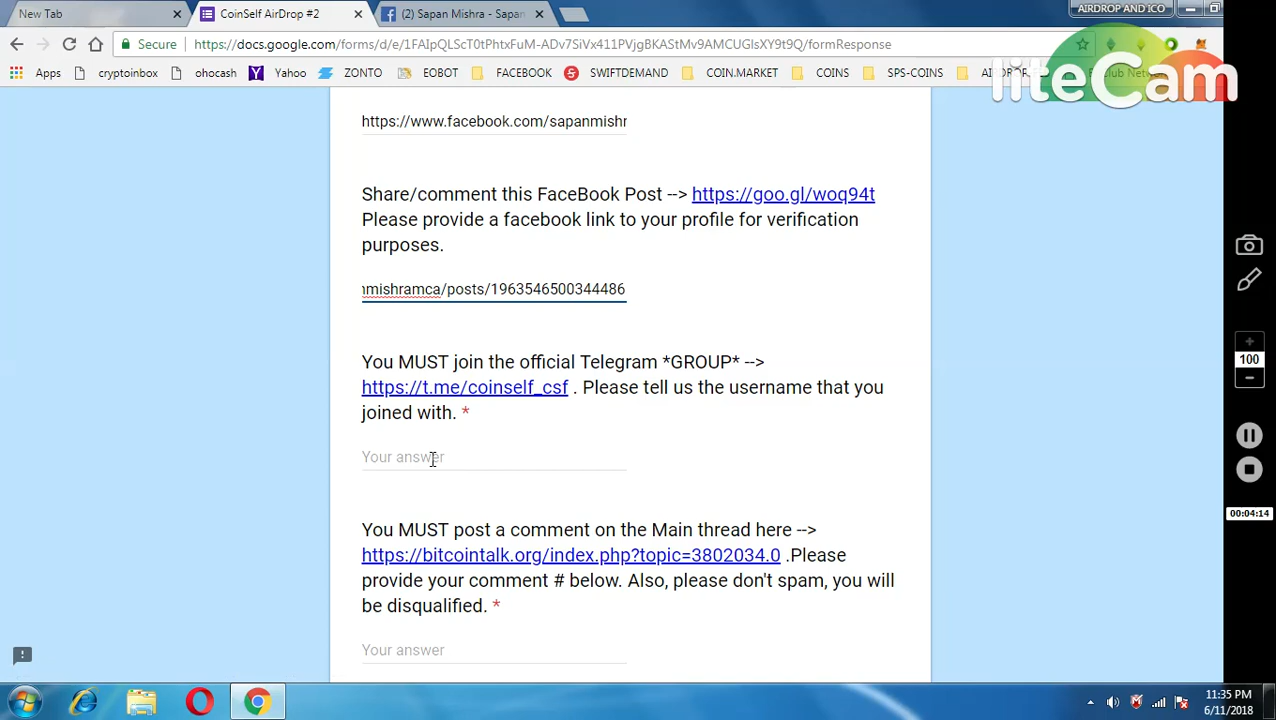 New Tab
CoinSelf AirDrop #2
(2) Sapan Mishra - Sapan
AIRDROP AND ICO
Secure
https://docs.google.com/forms/d/e/1FAIpQLScT0tPhtxFuM-ADv7SiVx411PVjgBKAStMv9AMCUGIsXY9t9Q/formResponse
Apps
cryptoinbox
ohocash
Yahoo
ZONTO
EOBOT
FACEBOOK
SWIFTDEMAND
COIN.MARKET
COINS
SPS-COINS
liteCam
https://www.facebook.com/sapanmishr
Share/comment this FaceBook Post --> https://goo.gl/woq94t
Please provide a facebook link to your profile for verification
purposes.
mishramca/posts/1963546500344486
You MUST join the official Telegram *GROUP* -->
https://t.me/coinself_csf . Please tell us the username that you
joined with. *
Your answer
You MUST post a comment on the Main thread here -->
https://bitcointalk.org/index.php?topic=3802034.0 .Please
provide your comment # below. Also, please don't spam, you will
be disqualified. *
Your answer
100
00:04:14
11:35 PM
6/11/2018